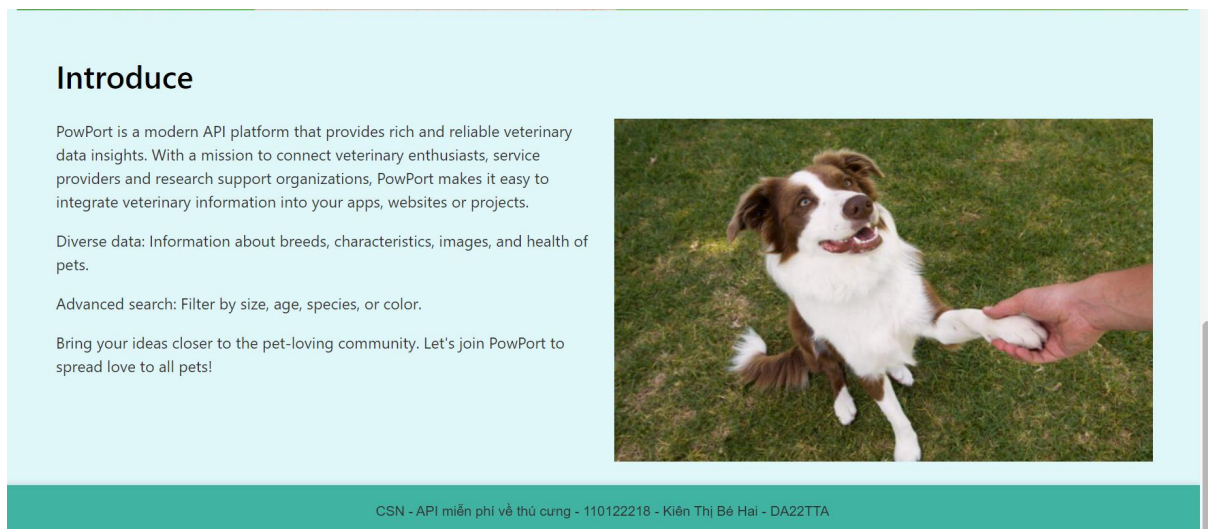 Introduce
PowPort is a modern API platform that provides rich and reliable veterinary
data insights. With a mission to connect veterinary enthusiasts, service
providers and research support organizations, PowPort makes it easy to
integrate veterinary information into your apps, websites or projects.
Diverse data: Information about breeds, characteristics, images, and health of
pets.
Advanced search: Filter by size, age, species, or color.
Bring your ideas closer to the pet-loving community. Let's join PowPort to
spread love to all pets!
CSN - API miễn phí về thú cưng - 110122218 - Kiên Thị Bé Hai - DA22TTA